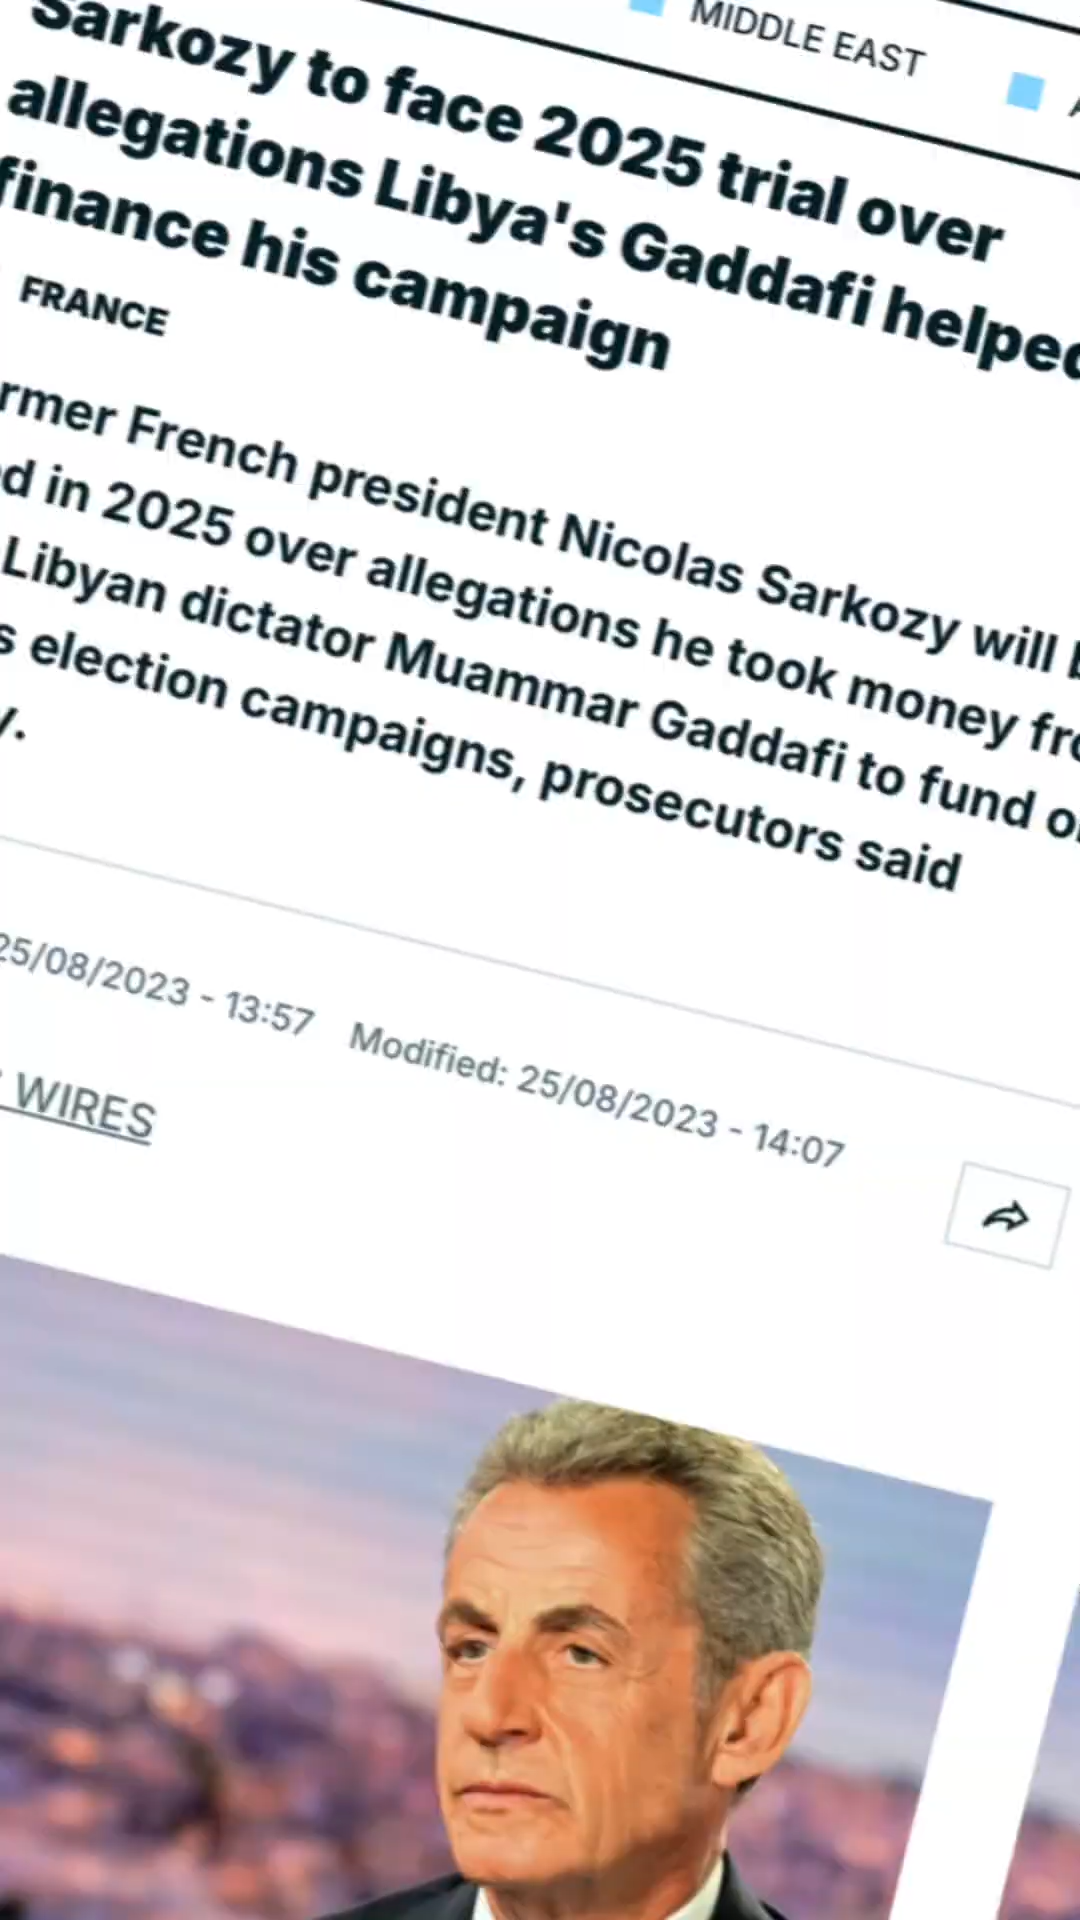 MIDDLE EAST
Sarkozy to face 2025 trial over
allegations Libya's Gaddafi helped
finance his campaign
FRANCE
rmer French president Nicolas Sarkozy will b
d in 2025 over allegations he took money fro
Libyan dictator Muammar Gaddafi to fund o
s election campaigns, prosecutors said
y.
25/08/2023 - 13:57 Modified: 25/08/2023 - 14:07
WIRES